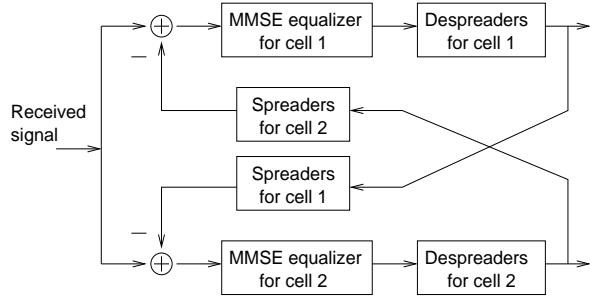 MMSE equalizer
for cell 1
Despreaders
for cell 1
Spreaders
for cell 2
Received
signal
Spreaders
for cell 1
MMSE equalizer
for cell 2
Despreaders
for cell 2